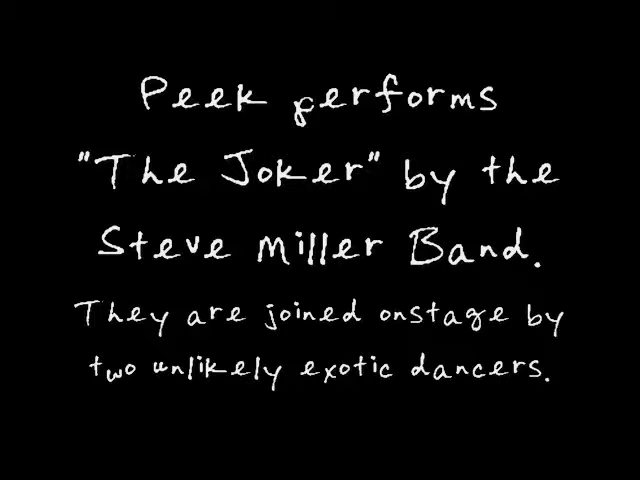 Peek performs
"The Joker" by the
Steve Miller Band.
They are joined onstage by
two unlikely exotic dancers.